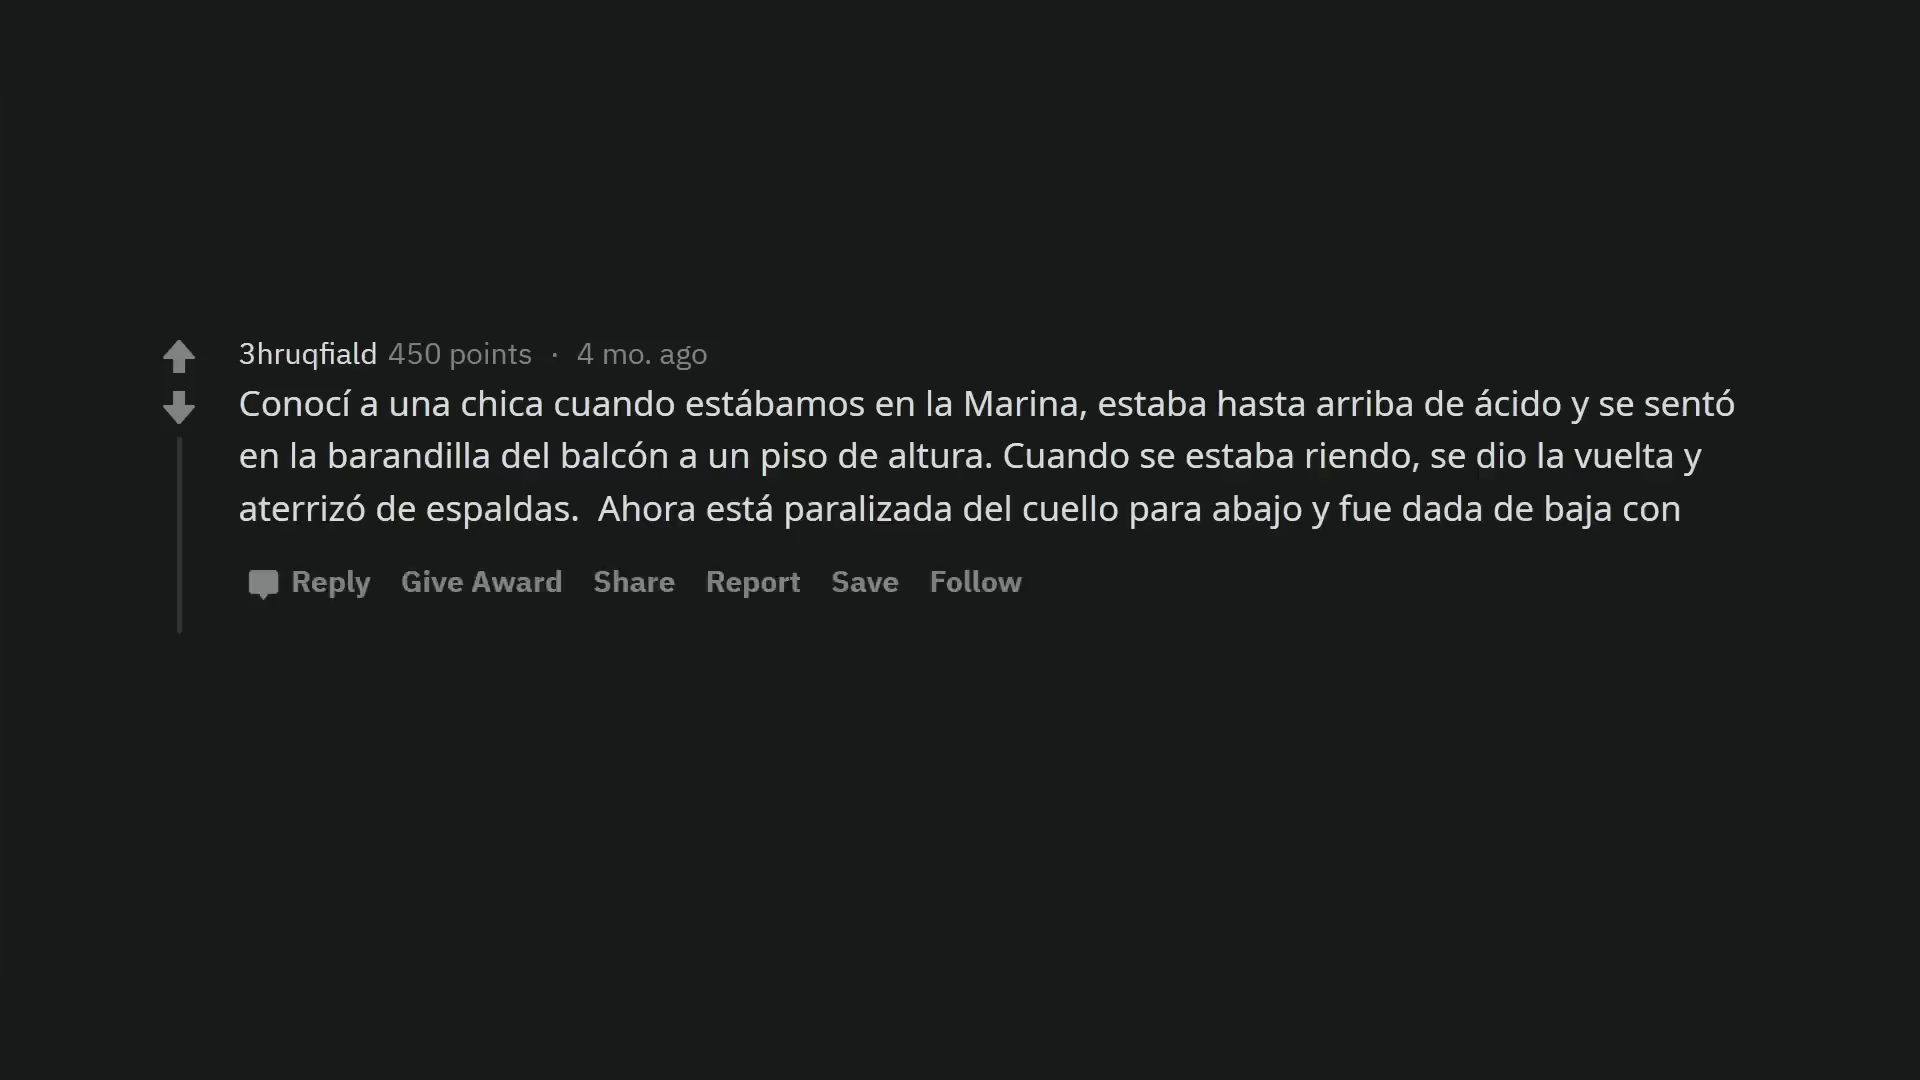 3hruqfiald 450 points · 4 mo. ago
Conocí a una chica cuando estábamos en la Marina, estaba hasta arriba de ácido y se sentó
en la barandilla del balcón a un piso de altura. Cuando se estaba riendo, se dio la vuelta y
aterrizó de espaldas.  Ahora está paralizada del cuello para abajo y fue dada de baja con
Reply Give Award Share Report Save Follow